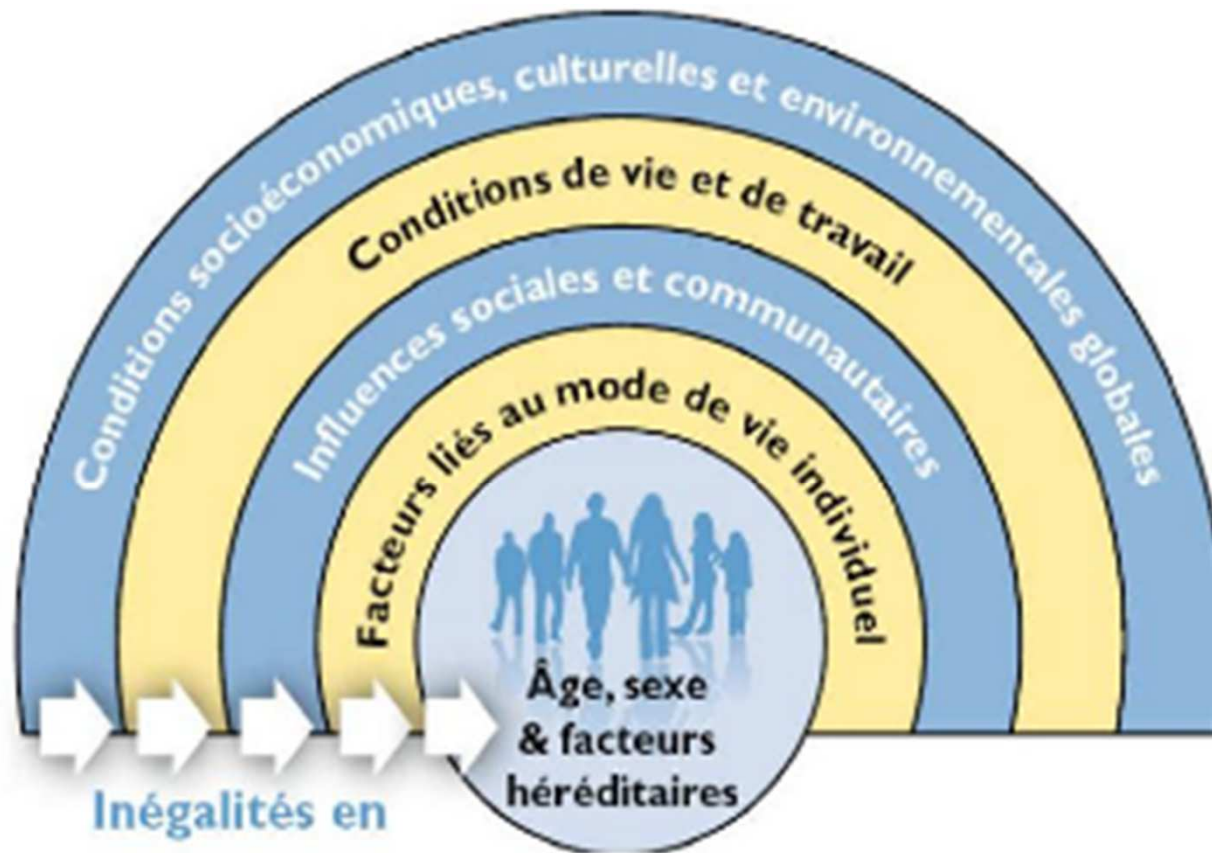 Conditions socioéconomiques, culturelles et environnementales globales
Conditions de vie et de travail
Influences sociales et communautaires
Facteurs liés au mode de vie individuel
Âge, sexe
& facteurs
héréditaires
Inégalités en